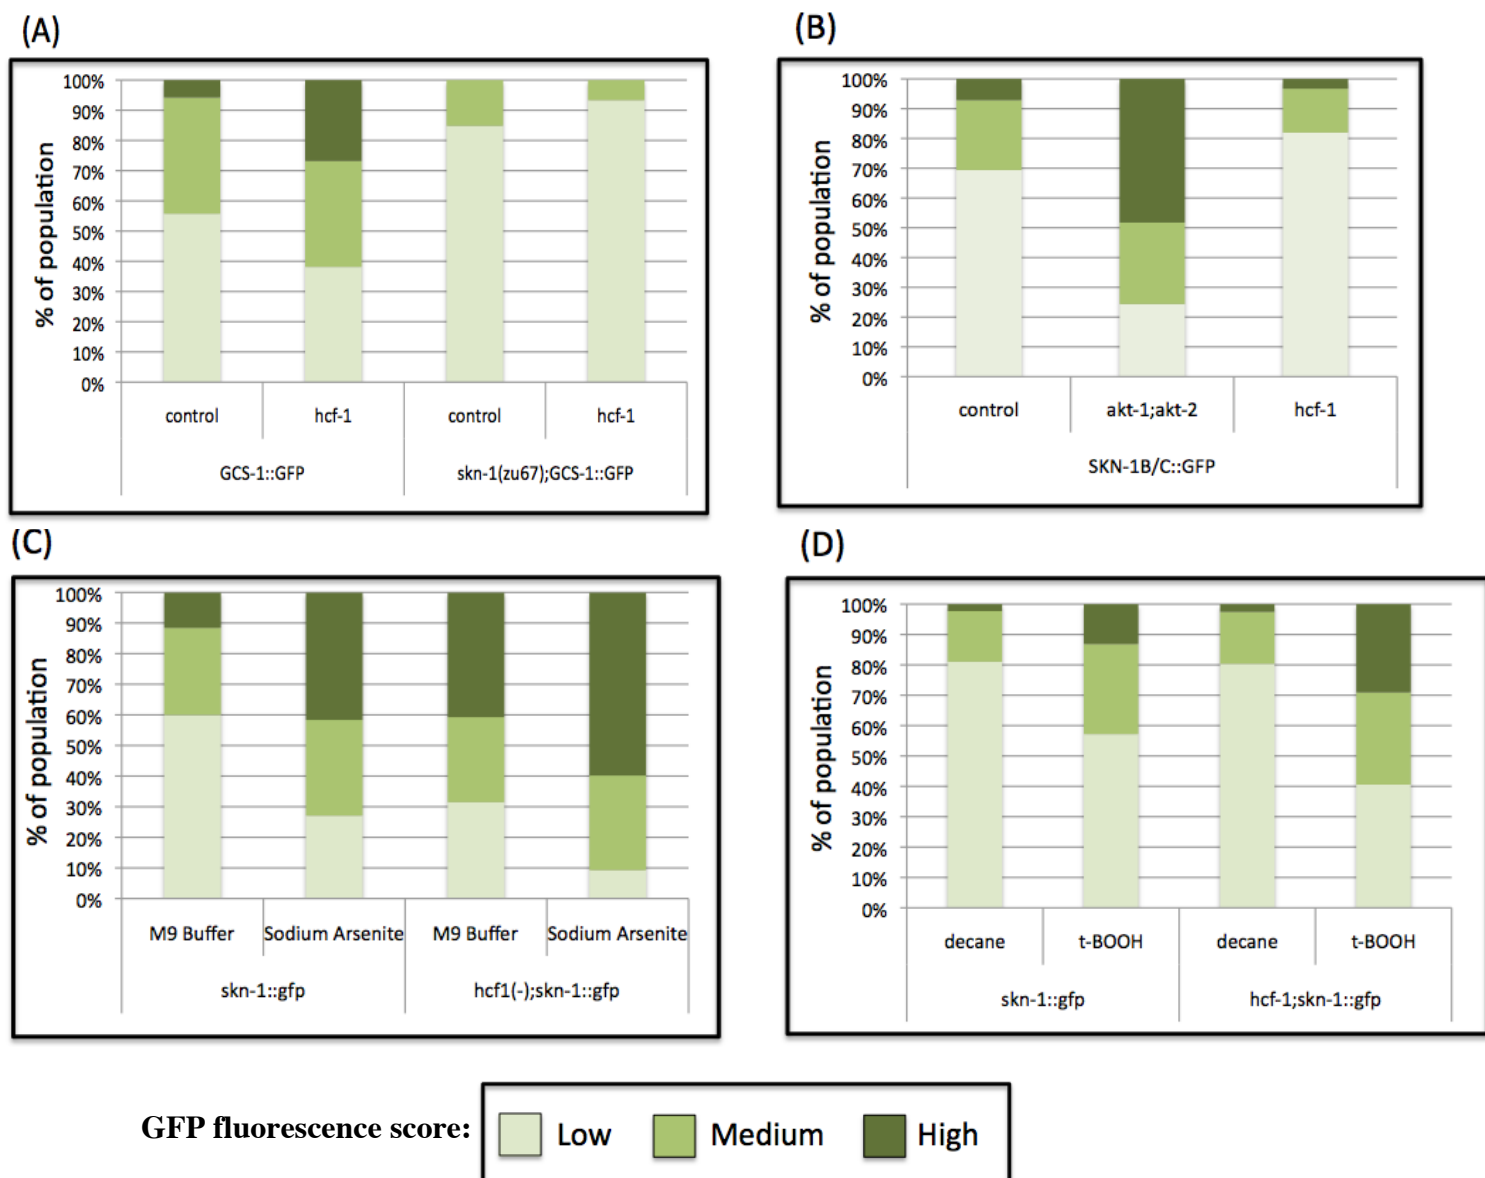 (A)
100%
90%
80%
70%
60%
50%
40%
30%
20%
10%
0%
% of population
control hcf-1 control hcf-1
GCS-1::GFP skn-1(zu67);GCS-1::GFP
(B)
100%
90%
80%
70%
60%
50%
40%
30%
20%
10%
0%
% of population
control akt-1;akt-2 hcf-1
SKN-1B/C::GFP
(C)
100%
90%
80%
70%
60%
50%
40%
30%
20%
10%
0%
% of population
M9 Buffer Sodium Arsenite M9 Buffer Sodium Arsenite
skn-1::gfp hcf1(-);skn-1::gfp
(D)
100%
90%
80%
70%
60%
50%
40%
30%
20%
10%
0%
% of population
decane t-BOOH decane t-BOOH
skn-1::gfp hcf-1;skn-1::gfp
GFP fluorescence score: Low Medium High